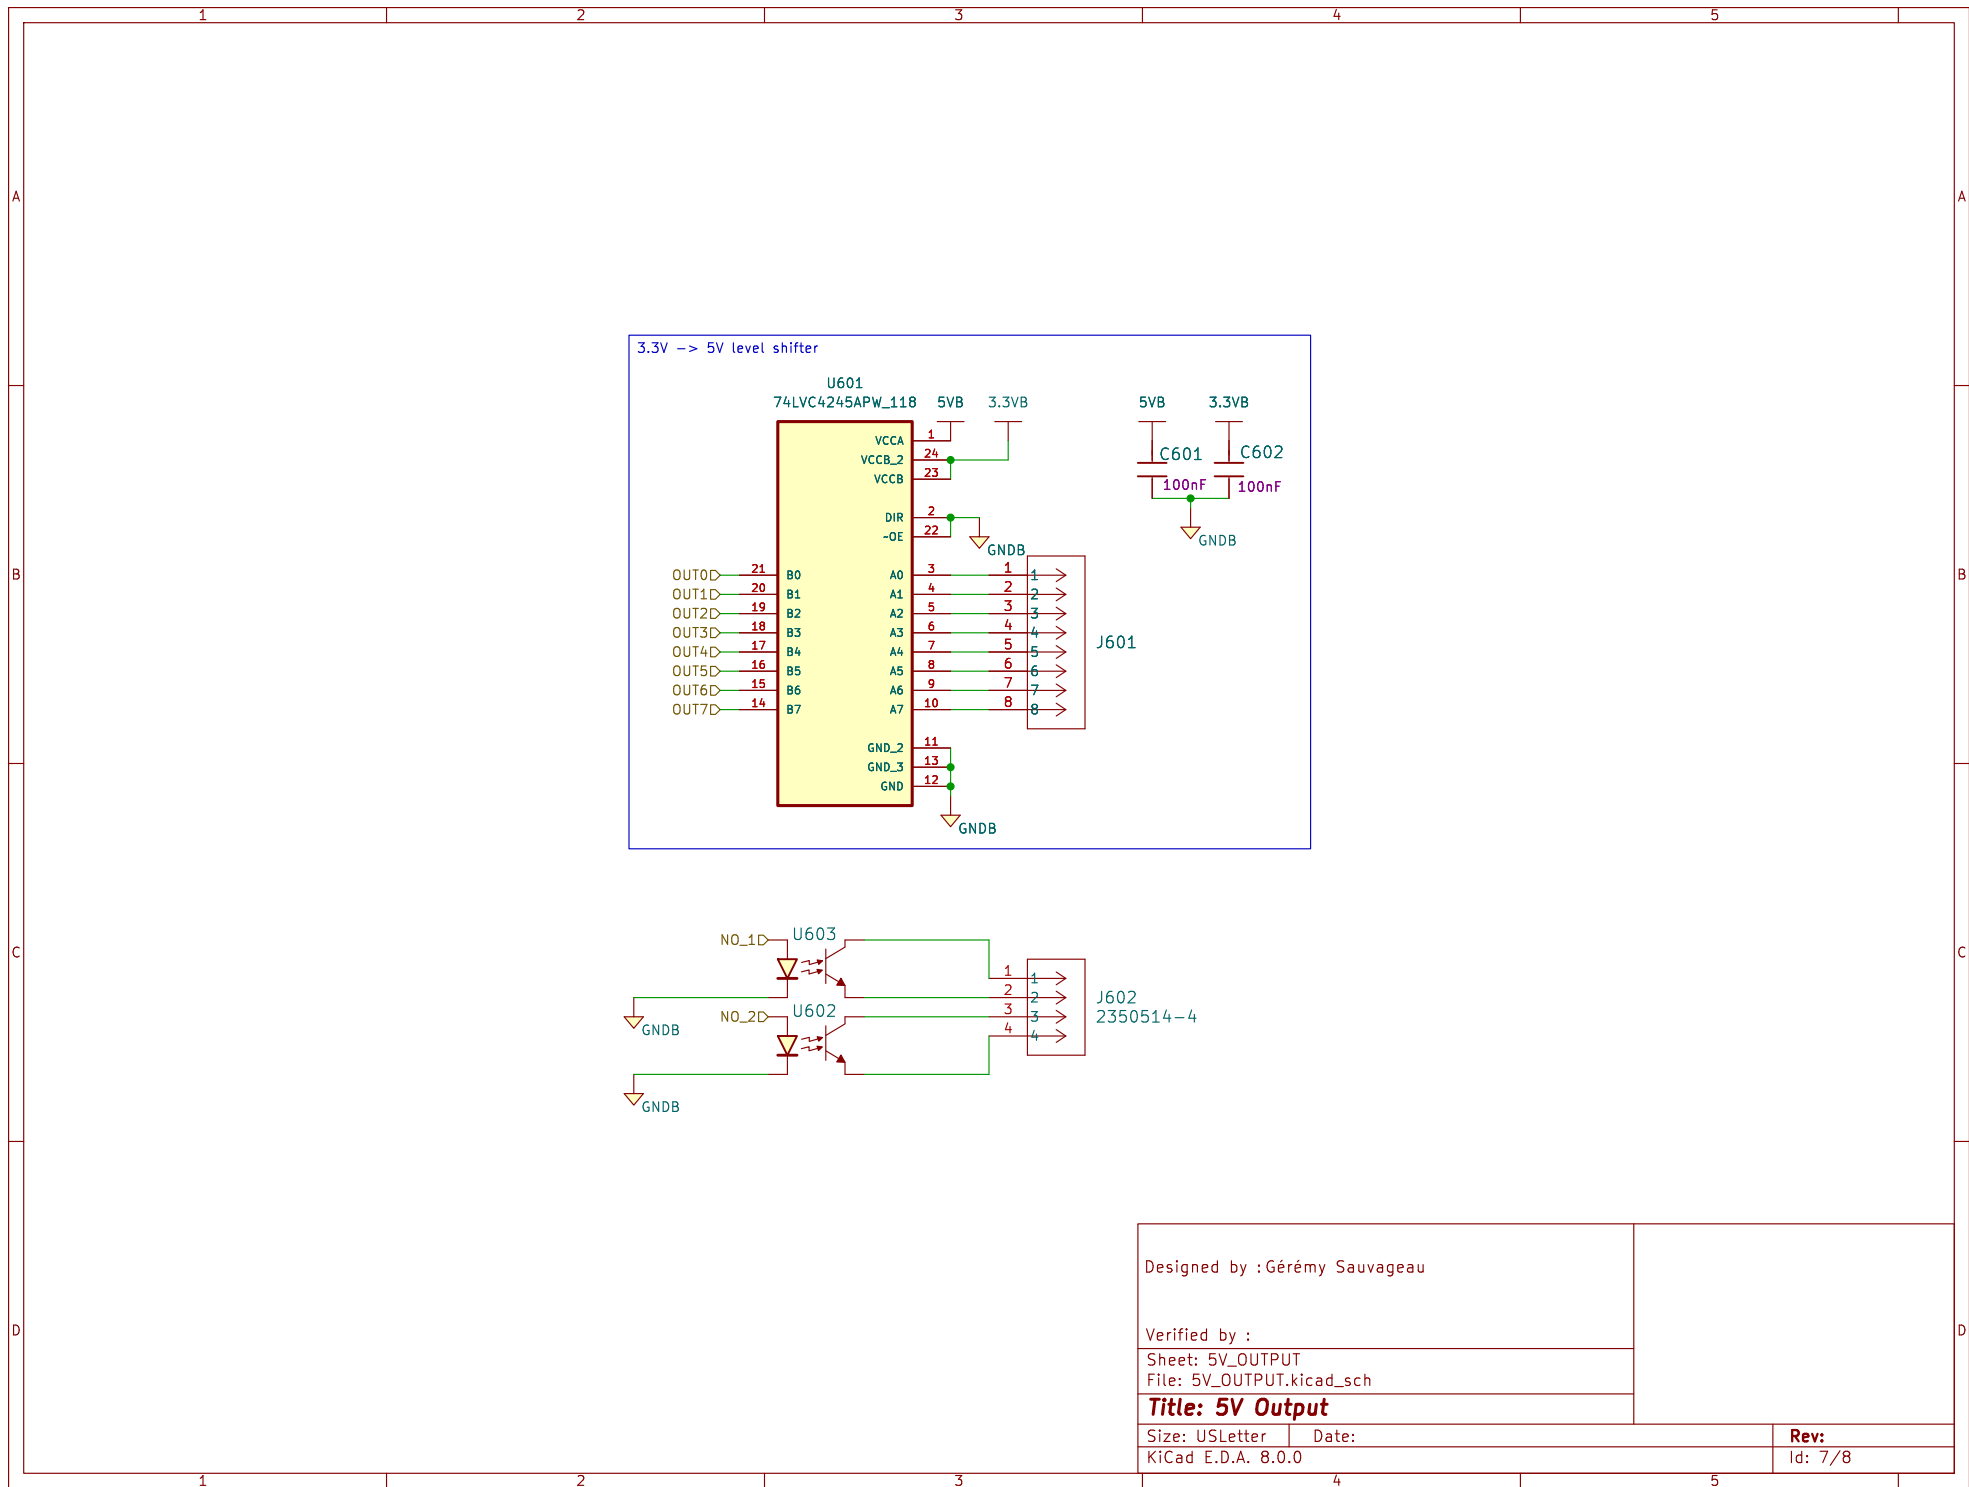 1 2 3 4 5
A A
3.3V -> 5V level shifter
U601
74LVC4245APW_118 5VB 3.3VB 5VB 3.3VB
VCCA 1
VCCB_2 24
VCCB 23
C601 C602
100nF 100nF
DIR 2
~OE 22
GNDB
GNDB
B B
OUT0 21 B0 A0 3 1 1
OUT1 20 B1 A1 4 2 2
OUT2 19 B2 A2 5 3 3
OUT3 18 B3 A3 6 4 4
J601
OUT4 17 B4 A4 7 5 5
OUT5 16 B5 A5 8 6 6
OUT6 15 B6 A6 9 7 7
OUT7 14 B7 A7 10 8 8
GND_2 11
GND_3 13
GND 12
GNDB
NO_1 U603
C C
1 1
2 2
3 3
4 4
J602
2350514-4
GNDB
NO_2 U602
GNDB
Designed by : Gérémy Sauvageau
D D
Verified by :
Sheet: 5V_OUTPUT
File: 5V_OUTPUT.kicad_sch
Title: 5V Output
Size: USLetter Date: Rev:
KiCad E.D.A. 8.0.0 Id: 7/8
1 2 3 4 5